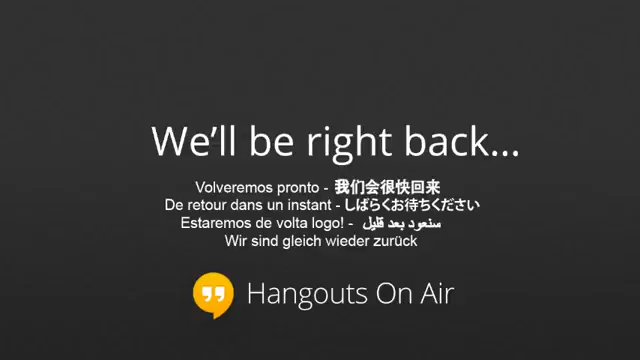 We'll be right back...
Volveremos pronto - 我们会很快回来
De retour dans un instant - しばらくお待ちください
Estaremos de volta logo! - سنعود بعد قليل
Wir sind gleich wieder zurück
Hangouts On Air